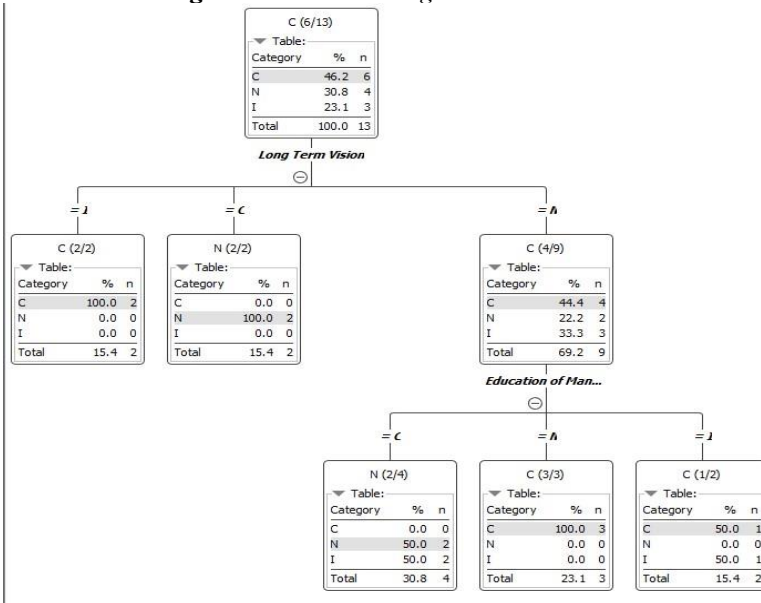 C (6/13)
Table:
Category % n
C 46.2 6
N 30.8 4
I 23.1 3
Total 100.0 13
Long Term Vision
= I
= C
= N
C (2/2)
Table:
Category % n
C 100.0 2
N 0.0 0
I 0.0 0
Total 15.4 2
N (2/2)
Table:
Category % n
C 0.0 0
N 100.0 2
I 0.0 0
Total 15.4 2
C (4/9)
Table:
Category % n
C 44.4 4
N 22.2 2
I 33.3 3
Total 69.2 9
Education of Man...
= C
= N
= I
N (2/4)
Table:
Category % n
C 0.0 0
N 50.0 2
I 50.0 2
Total 30.8 4
C (3/3)
Table:
Category % n
C 100.0 3
N 0.0 0
I 0.0 0
Total 23.1 3
C (1/2)
Table:
Category % n
C 50.0 1
N 0.0 0
I 50.0 1
Total 15.4 2